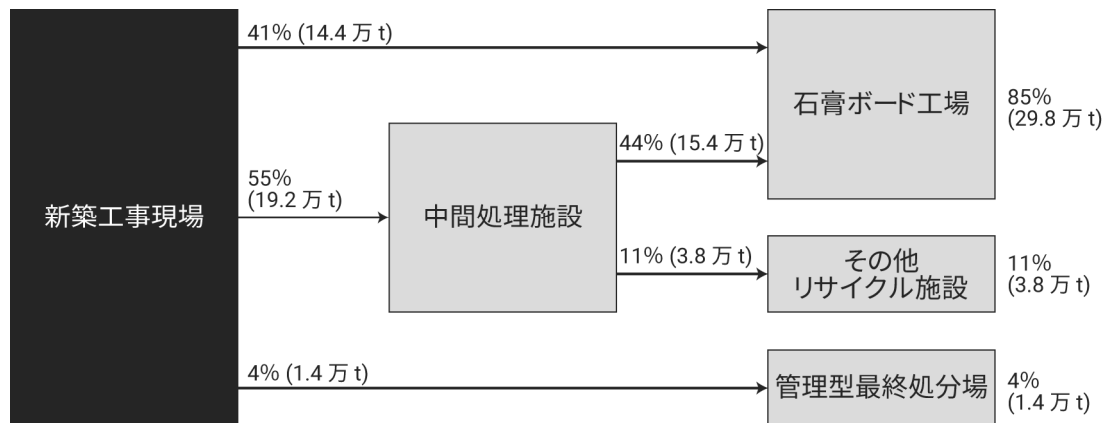 新築工事現場
41% (14.4 万 t)
55%
(19.2 万 t)
4% (1.4 万 t)
中間処理施設
44% (15.4 万 t)
11% (3.8 万 t)
石膏ボード工場
85%
(29.8 万 t)
その他
リサイクル施設
11%
(3.8 万 t)
管理型最終処分場
4%
(1.4 万 t)